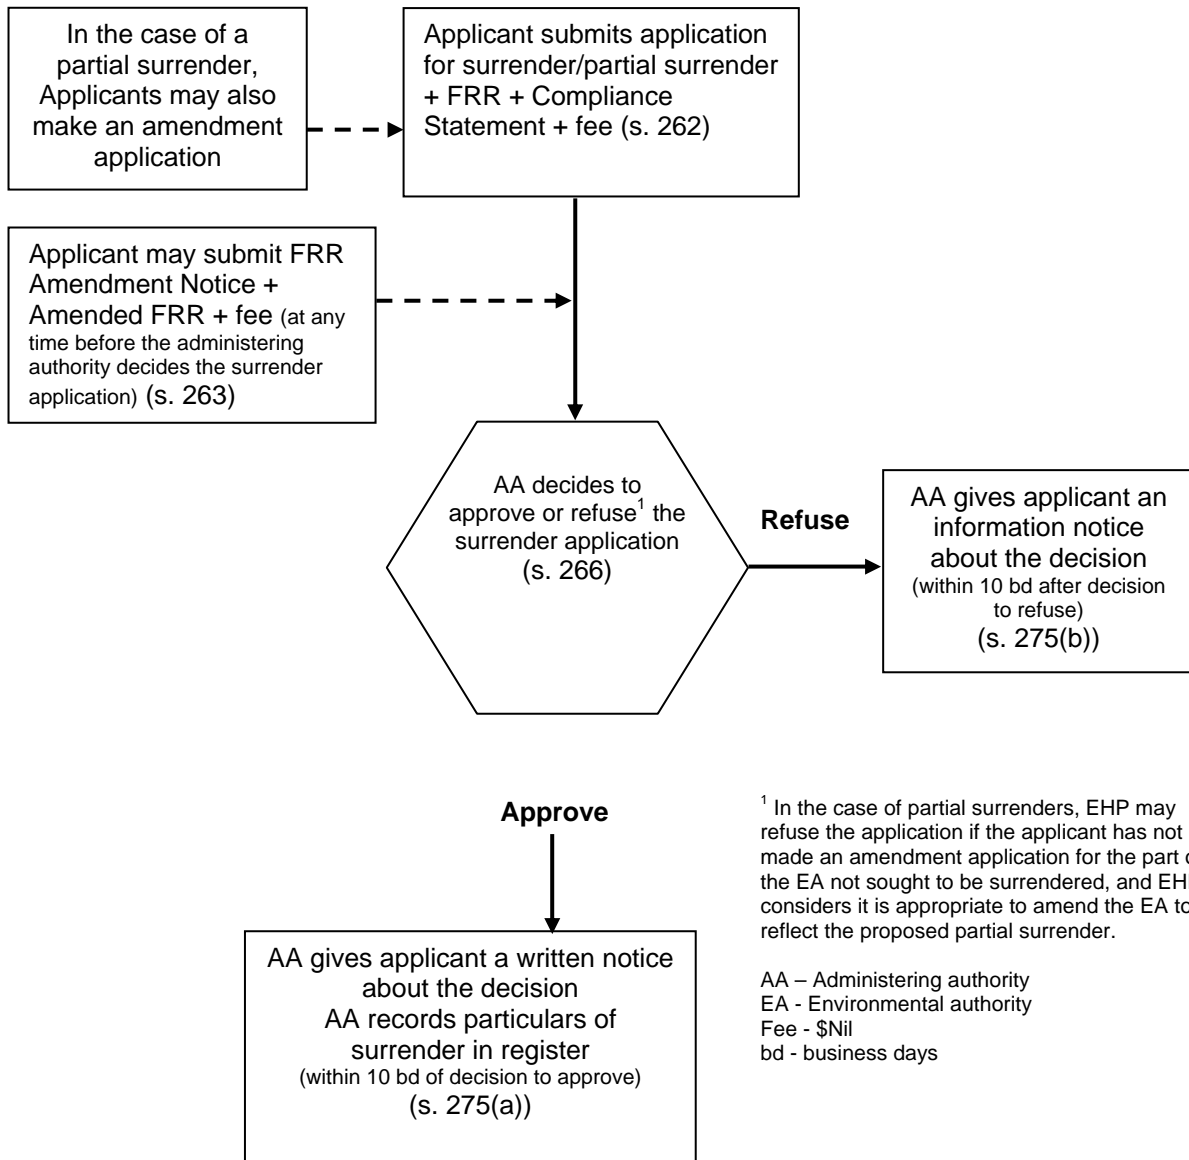 In the case of a
partial surrender,
Applicants may also
make an amendment
application
Applicant submits application
for surrender/partial surrender
+ FRR + Compliance
Statement + fee (s. 262)
Applicant may submit FRR
Amendment Notice +
Amended FRR + fee (at any
time before the administering
authority decides the surrender
application) (s. 263)
AA decides to
approve or refuse¹ the
surrender application
(s. 266)
Refuse
AA gives applicant an
information notice
about the decision
(within 10 bd after decision
to refuse)
(s. 275(b))
Approve
AA gives applicant a written notice
about the decision
AA records particulars of
surrender in register
(within 10 bd of decision to approve)
(s. 275(a))
¹ In the case of partial surrenders, EHP may
refuse the application if the applicant has not
made an amendment application for the part
the EA not sought to be surrendered, and
considers it is appropriate to amend the EA to
reflect the proposed partial surrender.
AA – Administering authority
EA - Environmental authority
Fee - $Nil
bd - business days